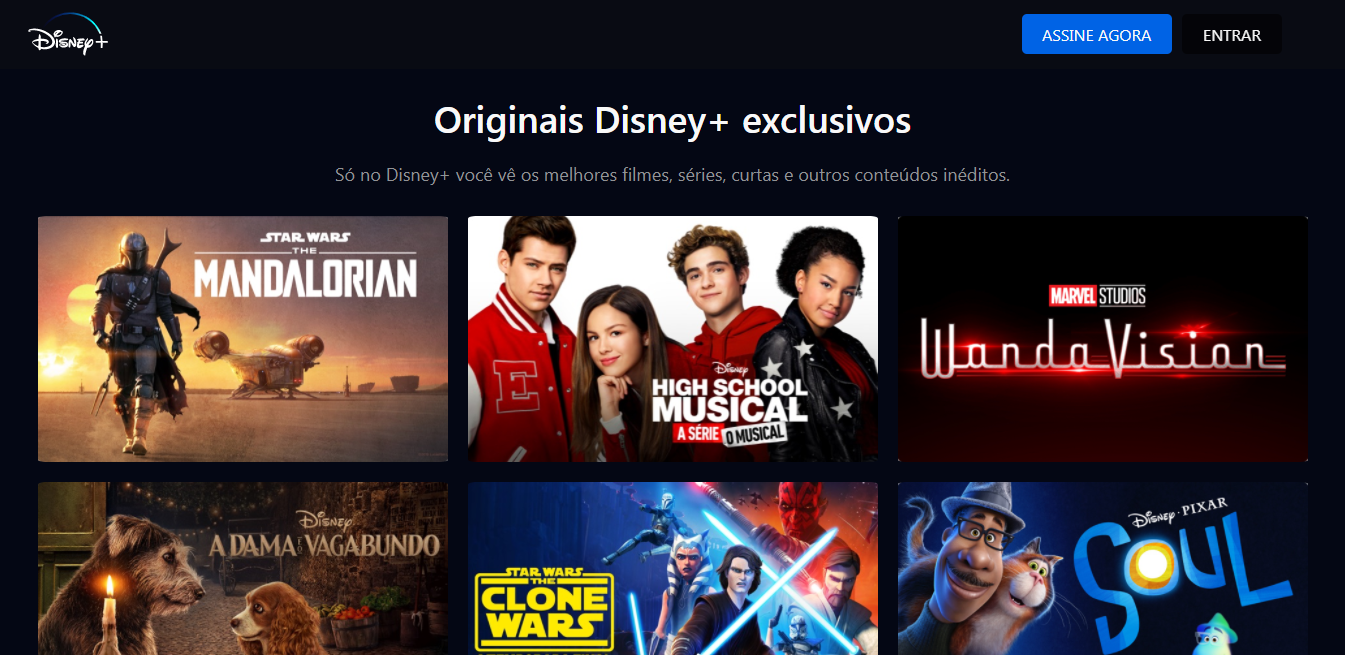 Disney+
ASSINE AGORA
ENTRAR
Originais Disney+ exclusivos
Só no Disney+ você vê os melhores filmes, séries, curtas e outros conteúdos inéditos.
STAR WARS
THE
MANDALORIAN
E
Disney
HIGH SCHOOL
MUSICAL
A SÉRIE: O MUSICAL
MARVEL STUDIOS
WandaVision
Disney
A DAMA E O VAGABUNDO
STAR WARS
THE
CLONE
WARS
Disney · PIXAR
SOUL